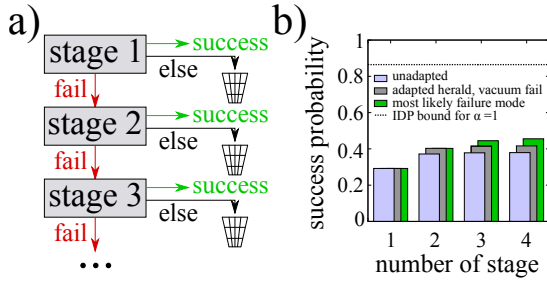 a)
stage 1
success
else
fail
stage 2
success
else
fail
stage 3
success
else
fail
...
b)
success probability
1
0.8
0.6
0.4
0.2
0
unadapted
adapted herald, vacuum fail
most likely failure mode
IDP bound for α =1
1 2 3 4
number of stage